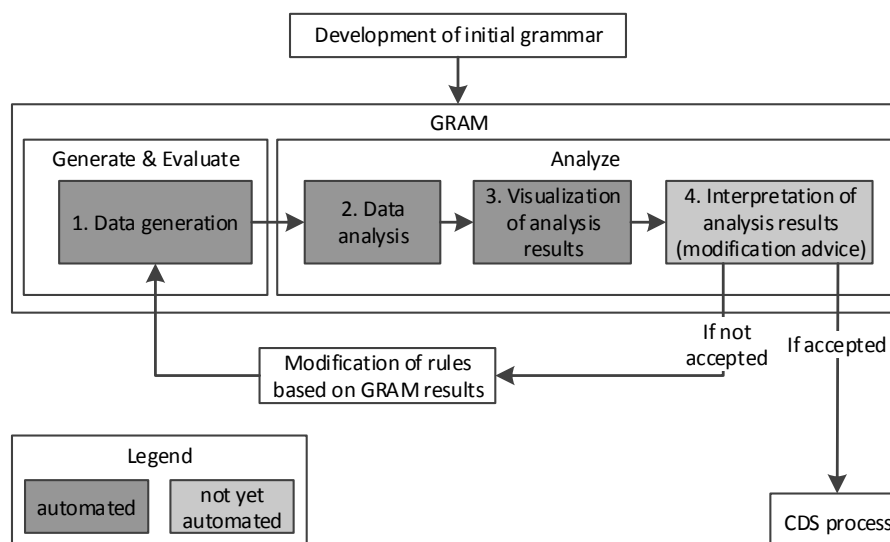 Development of initial grammar
GRAM
Generate & Evaluate
Analyze
1. Data generation
2. Data
analysis
3. Visualization
of analysis
results
4. Interpretation of
analysis results
(modification advice)
If not
accepted
If accepted
Modification of rules
based on GRAM results
Legend
automated
not yet
automated
CDS process